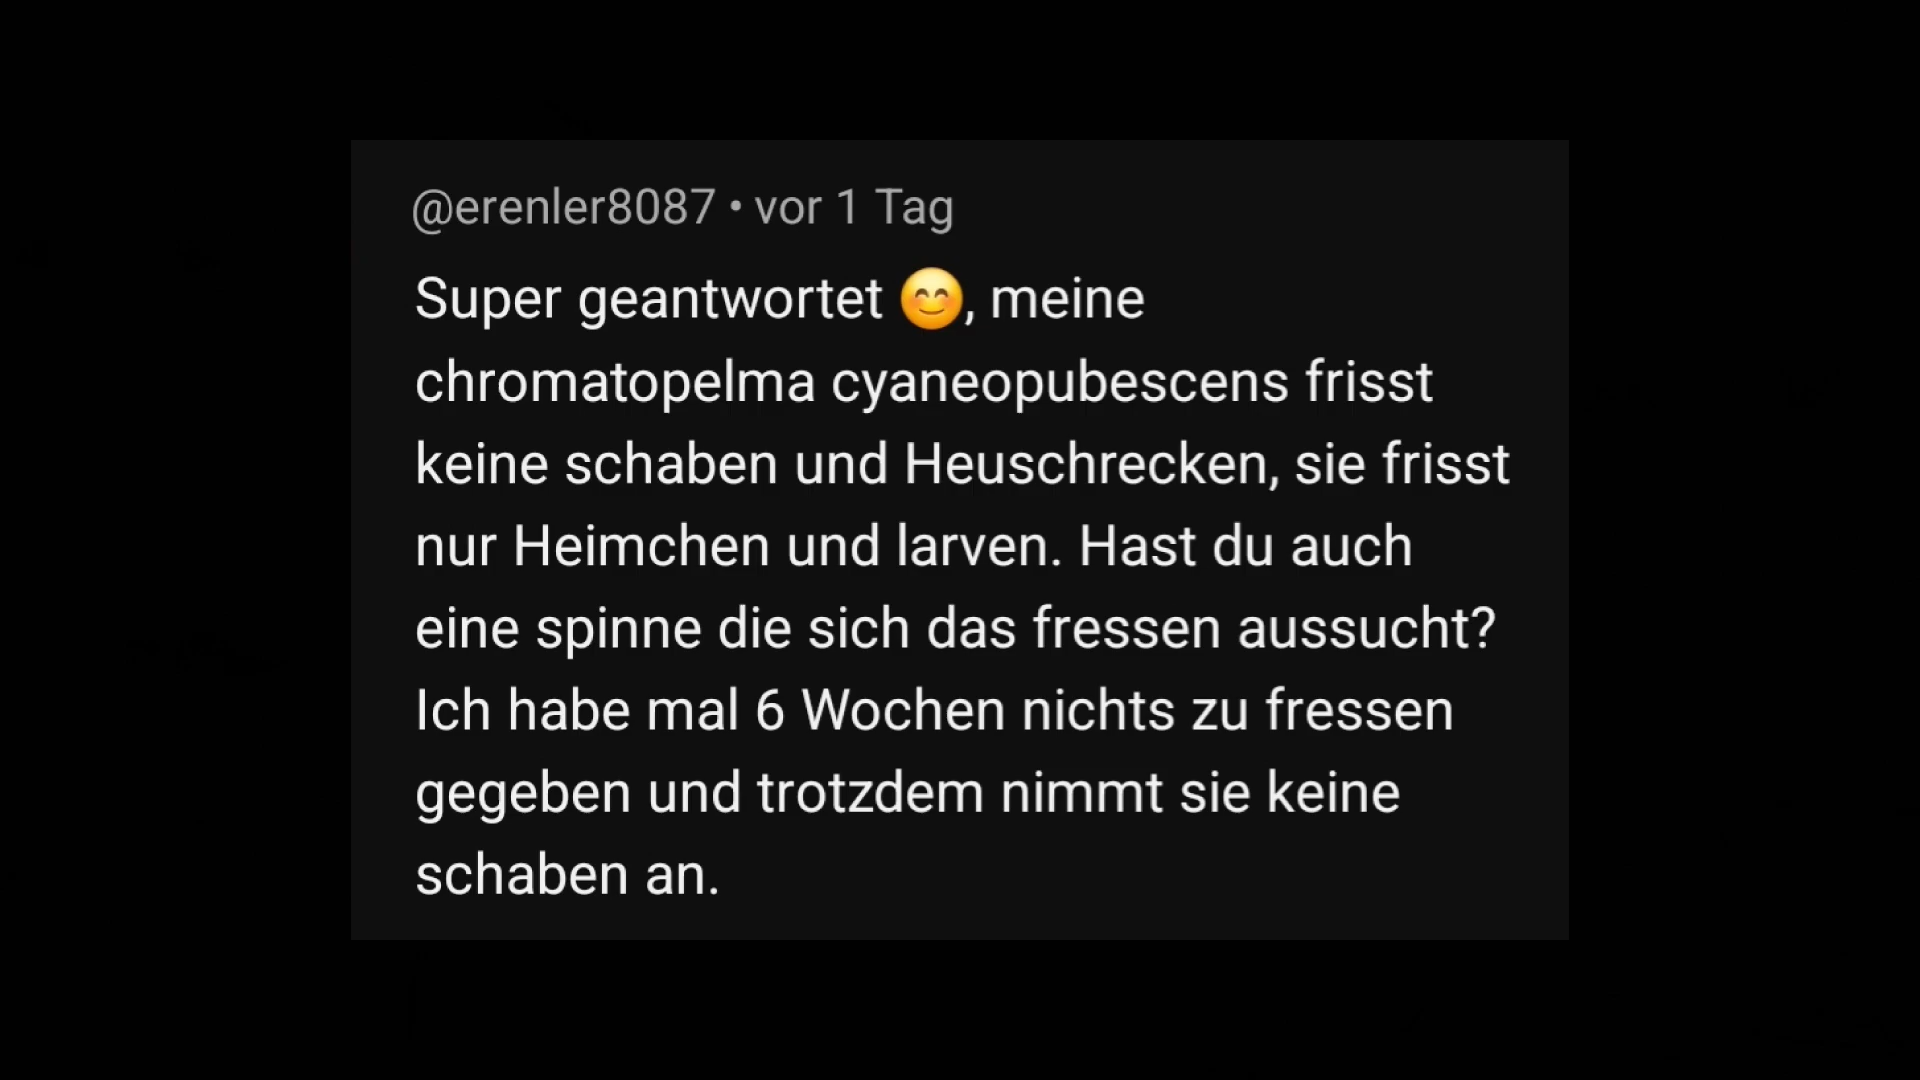 @erenler8087 • vor 1 Tag
Super geantwortet 😊, meine
chromatopelma cyaneopubescens frisst
keine schaben und Heuschrecken, sie frisst
nur Heimchen und larven. Hast du auch
eine spinne die sich das fressen aussucht?
Ich habe mal 6 Wochen nichts zu fressen
gegeben und trotzdem nimmt sie keine
schaben an.